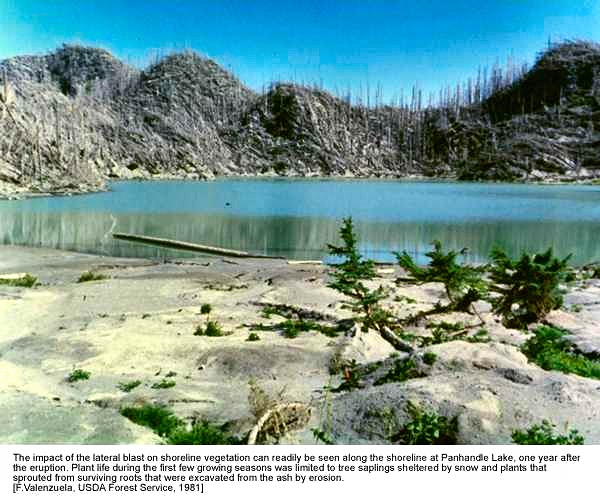 The impact of the lateral blast on shoreline vegetation can readily be seen along the shoreline at Panhandle Lake, one year after
the eruption. Plant life during the first few growing seasons was limited to tree saplings sheltered by snow and plants that
sprouted from surviving roots that were excavated from the ash by erosion.
[F.Valenzuela, USDA Forest Service, 1981]